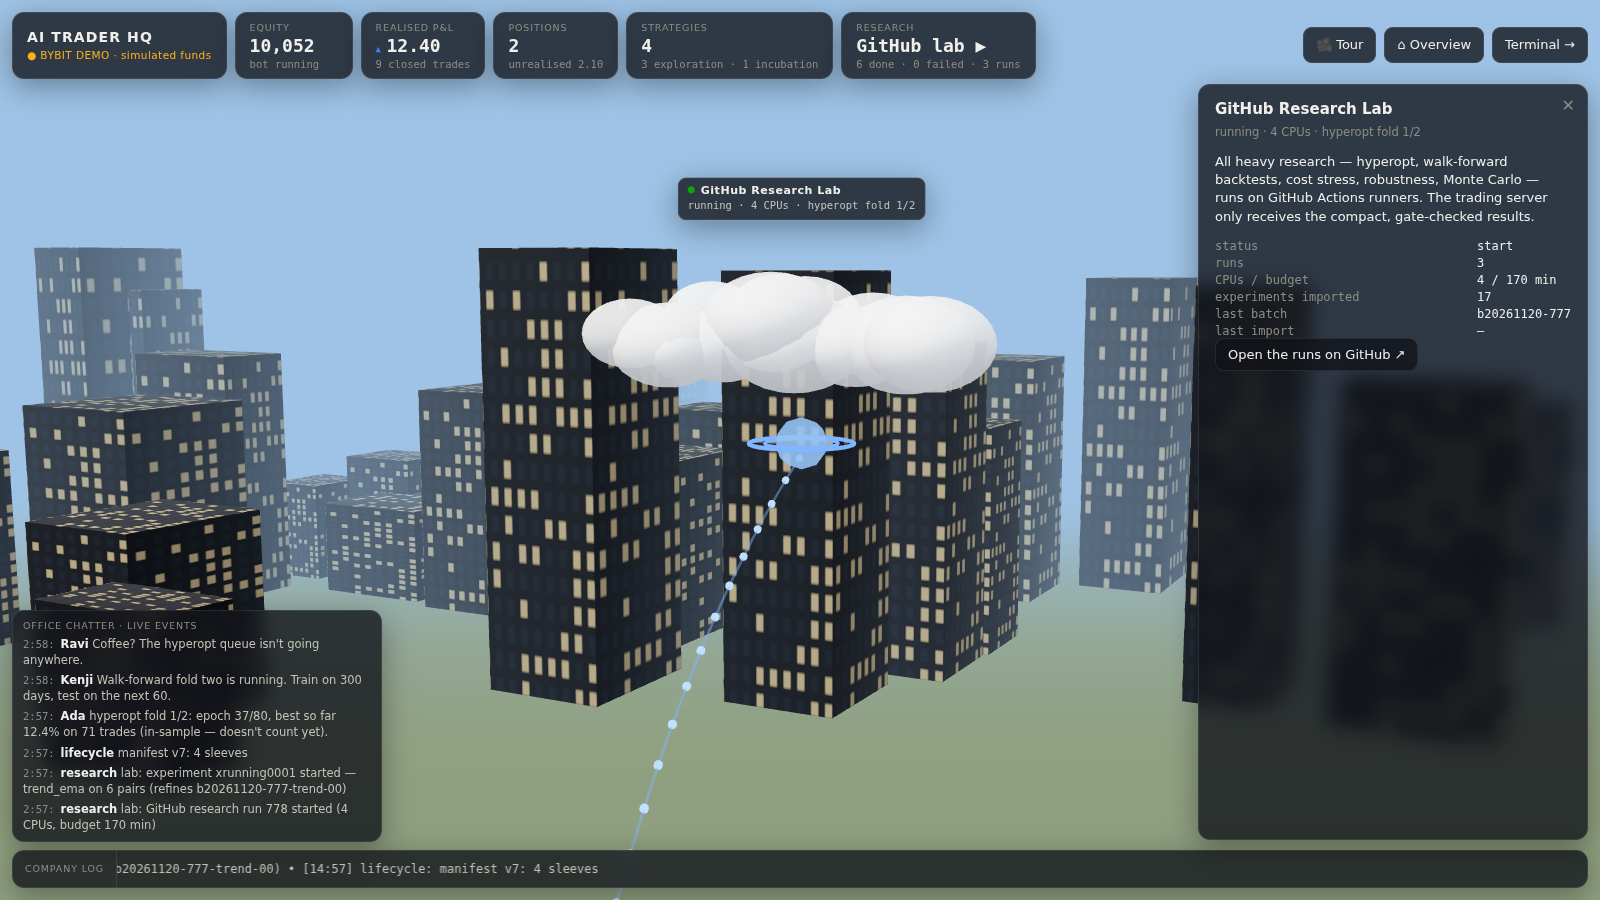 AI TRADER HQ
● BYBIT DEMO · simulated funds
EQUITY
10,052
bot running
REALISED P&L
▲ 12.40
9 closed trades
POSITIONS
2
unrealised 2.10
STRATEGIES
4
3 exploration · 1 incubation
RESEARCH
GitHub lab ▶
6 done · 0 failed · 3 runs
🎥 Tour
⌂ Overview
Terminal →
GitHub Research Lab
running · 4 CPUs · hyperopt fold 1/2
GitHub Research Lab ✕
running · 4 CPUs · hyperopt fold 1/2
All heavy research — hyperopt, walk-forward
backtests, cost stress, robustness, Monte Carlo —
runs on GitHub Actions runners. The trading server
only receives the compact, gate-checked results.
status start
runs 3
CPUs / budget 4 / 170 min
experiments imported 17
last batch b20261120-777
last import —
Open the runs on GitHub ↗
OFFICE CHATTER · LIVE EVENTS
2:58: Ravi Coffee? The hyperopt queue isn't going
anywhere.
2:58: Kenji Walk-forward fold two is running. Train on 300
days, test on the next 60.
2:57: Ada hyperopt fold 1/2: epoch 37/80, best so far
12.4% on 71 trades (in-sample — doesn't count yet).
2:57: lifecycle manifest v7: 4 sleeves
2:57: research lab: experiment xrunning0001 started —
trend_ema on 6 pairs (refines b20261120-777-trend-00)
2:57: research lab: GitHub research run 778 started (4
CPUs, budget 170 min)
COMPANY LOG
b20261120-777-trend-00) • [14:57] lifecycle: manifest v7: 4 sleeves